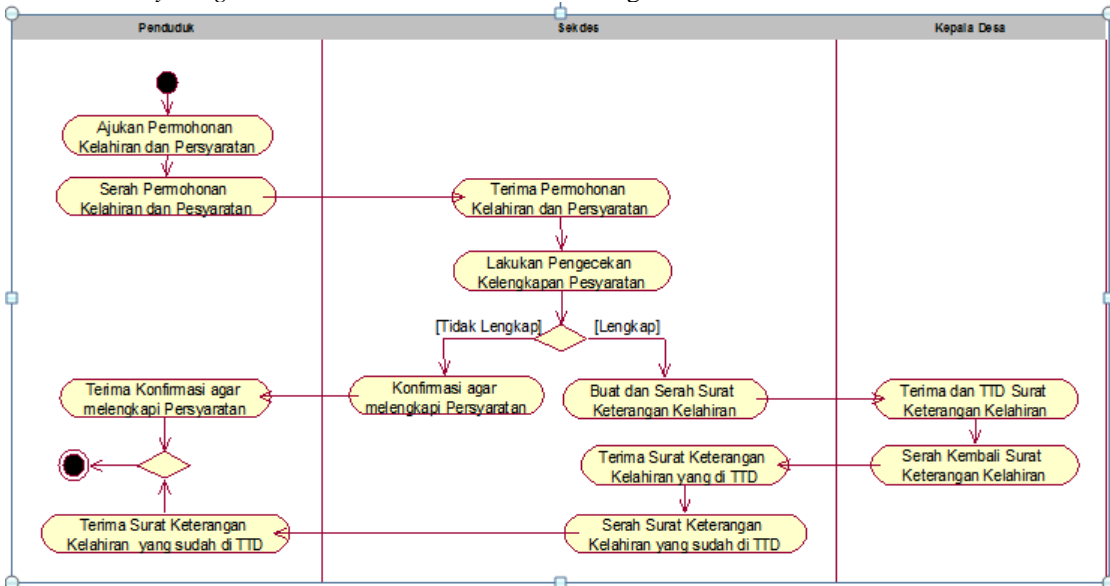 Penduduk
Sekdes
Kepala Desa
Ajukan Permohonan
Kelahiran dan Persyaratan
Serah Permohonan
Kelahiran dan Pesyaratan
Terima Permohonan
Kelahiran dan Persyaratan
Lakukan Pengecekan
Kelengkapan Pesyaratan
[Tidak Lengkap]
[Lengkap]
Terima Konfirmasi agar
melengkapi Persyaratan
Konfirmasi agar
melengkapi Persyaratan
Buat dan Serah Surat
Keterangan Kelahiran
Terima dan TTD Surat
Keterangan Kelahiran
Terima Surat Keterangan
Kelahiran yang di TTD
Serah Kembali Surat
Keterangan Kelahiran
Terima Surat Keterangan
Kelahiran yang sudah di TTD
Serah Surat Keterangan
Kelahiran yang sudah di TTD